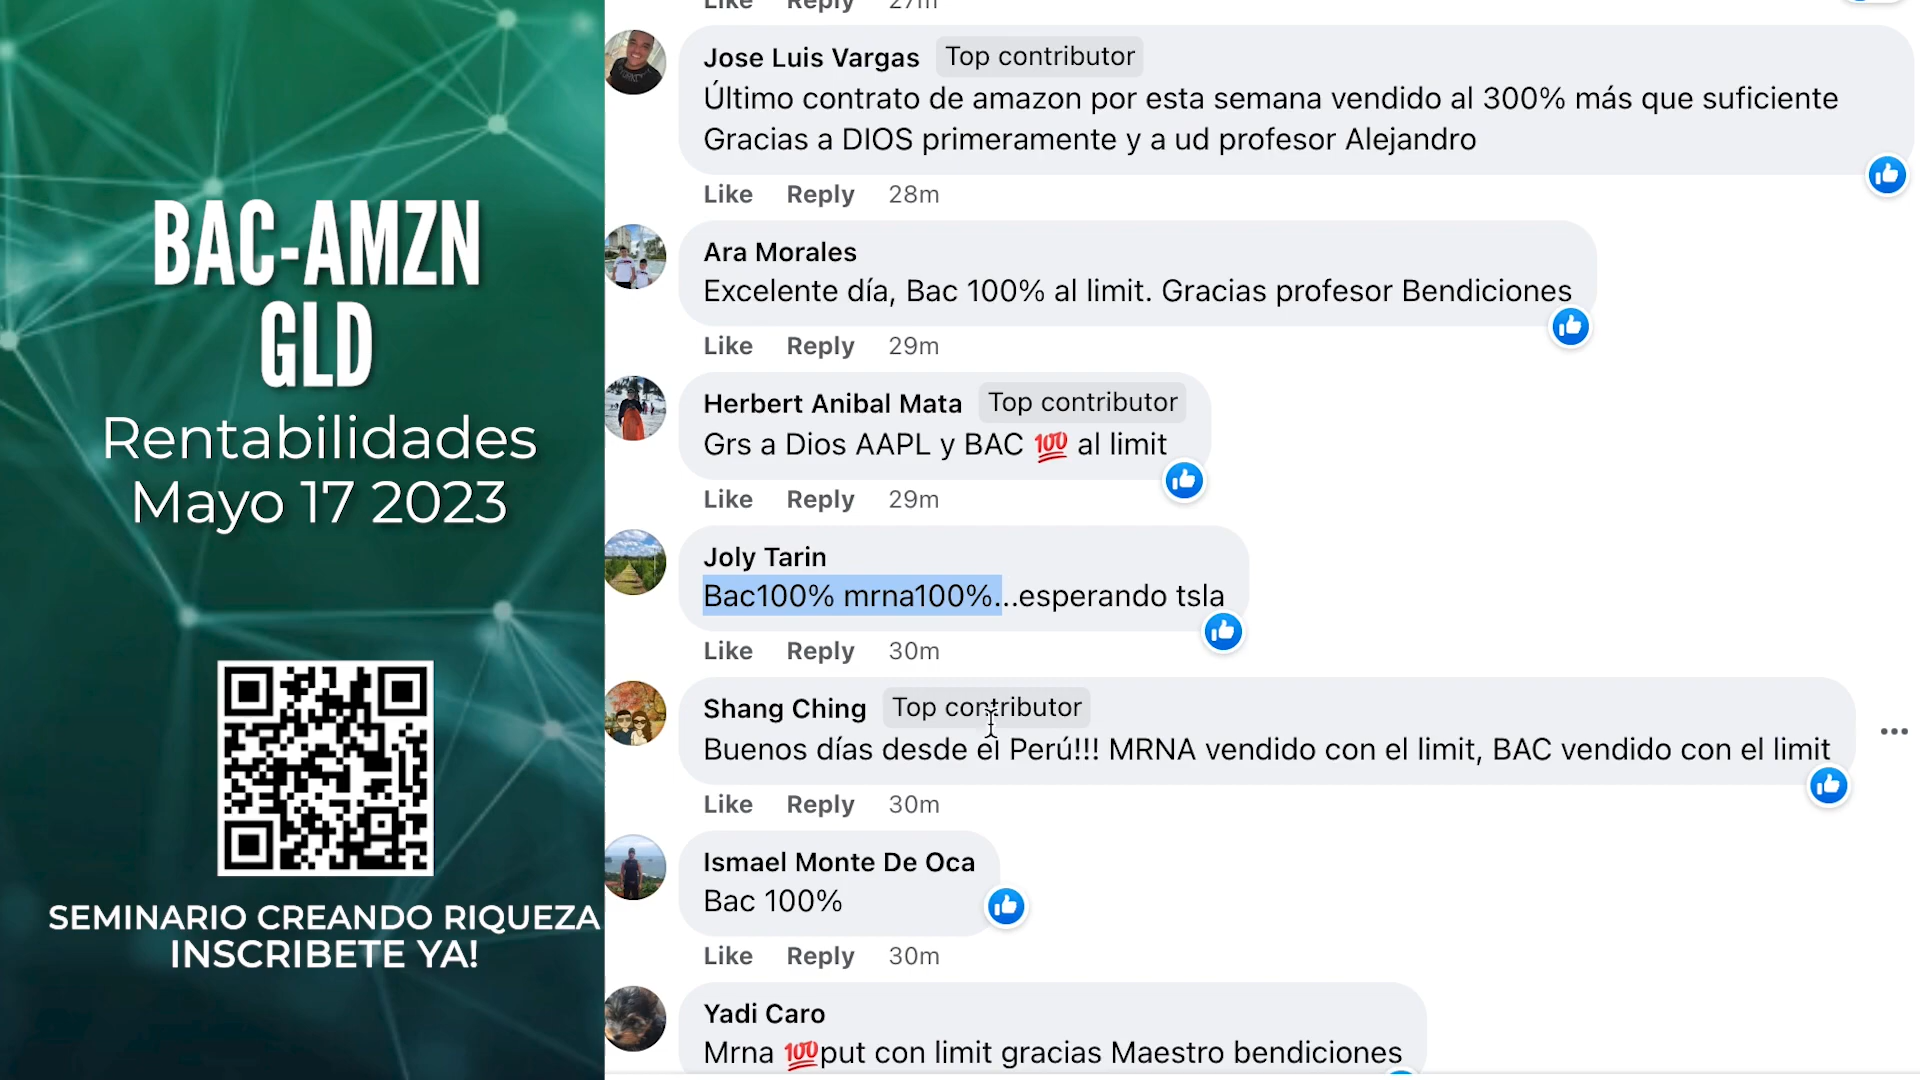 BAC-AMZN
GLD
Rentabilidades
Mayo 17 2023
SEMINARIO CREANDO RIQUEZA
INSCRIBETE YA!
Like Reply 27m
Jose Luis Vargas Top contributor
Último contrato de amazon por esta semana vendido al 300% más que suficiente
Gracias a DIOS primeramente y a ud profesor Alejandro
Like Reply 28m
Ara Morales
Excelente día, Bac 100% al limit. Gracias profesor Bendiciones
Like Reply 29m
Herbert Anibal Mata Top contributor
Grs a Dios AAPL y BAC 💯 al limit
Like Reply 29m
Joly Tarin
Bac100% mrna100%...esperando tsla
Like Reply 30m
Shang Ching Top contributor
Buenos días desde el Perú!!! MRNA vendido con el limit, BAC vendido con el limit
Like Reply 30m
Ismael Monte De Oca
Bac 100%
Like Reply 30m
Yadi Caro
Mrna 💯put con limit gracias Maestro bendiciones